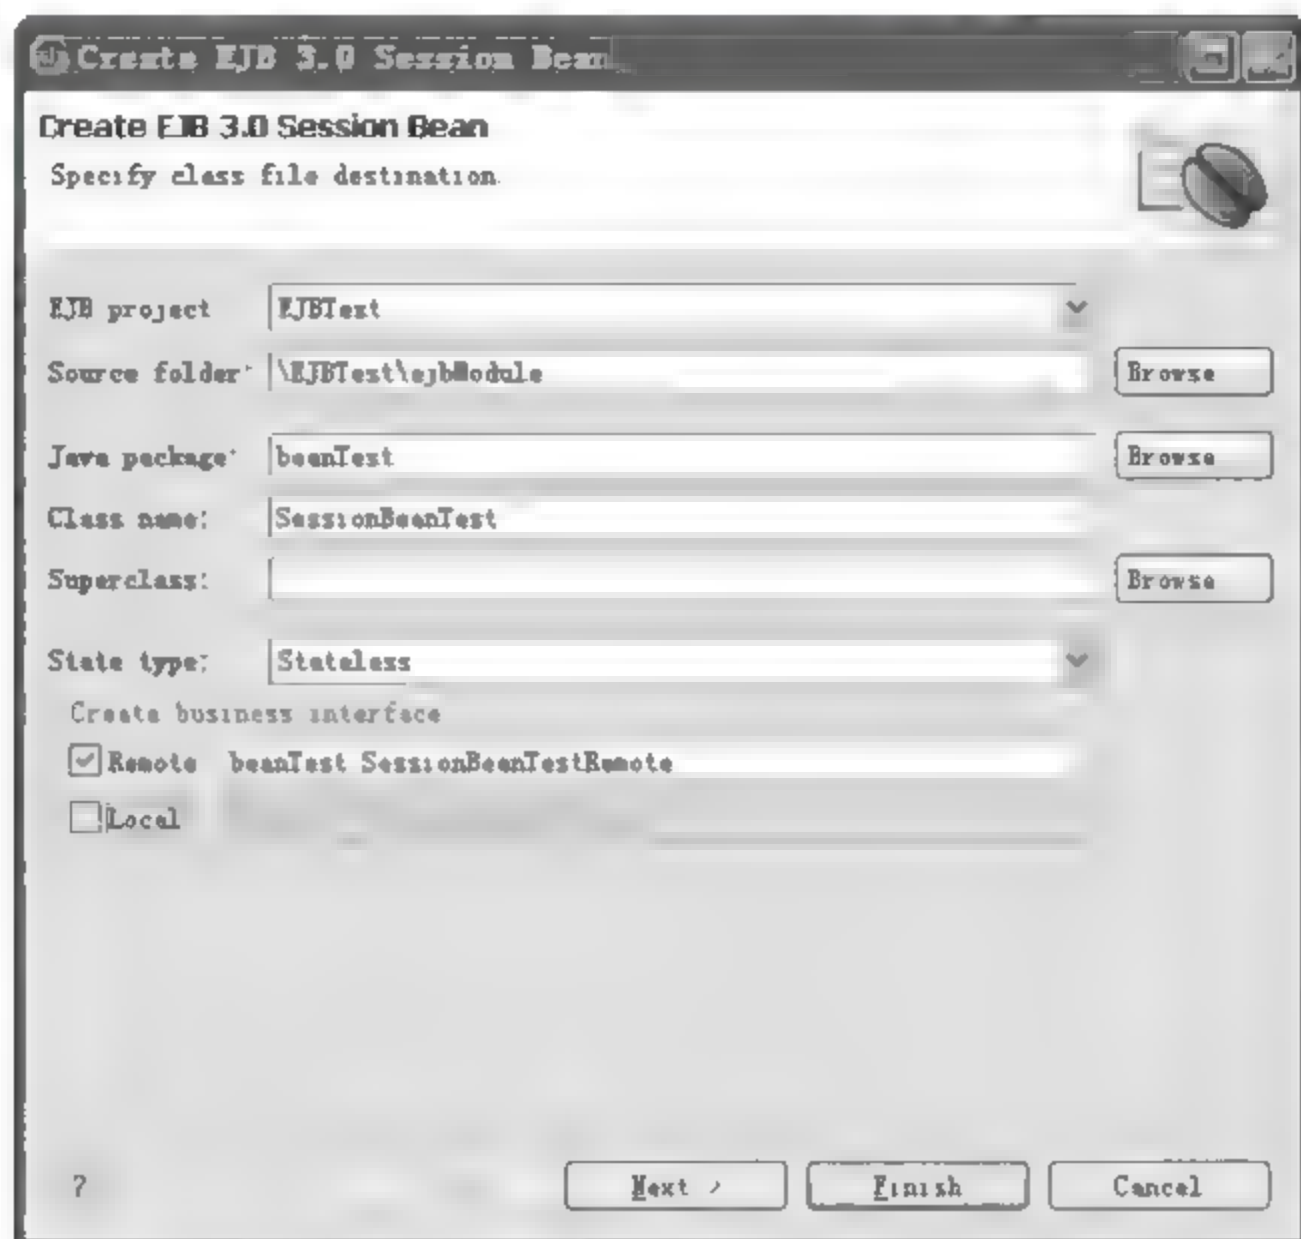 Create EJB 3.0 Session Bean
Create EJB 3.0 Session Bean
Specify class file destination.
EJB project EJBTest
Source folder: \EJBTest\ejbModule Browse
Java package: beanTest Browse
Class name: SessionBeanTest
Superclass: Browse
State type: Stateless
Create business interface
Remote beanTest SessionBeanTestRemote
Local
? Next > Finish Cancel